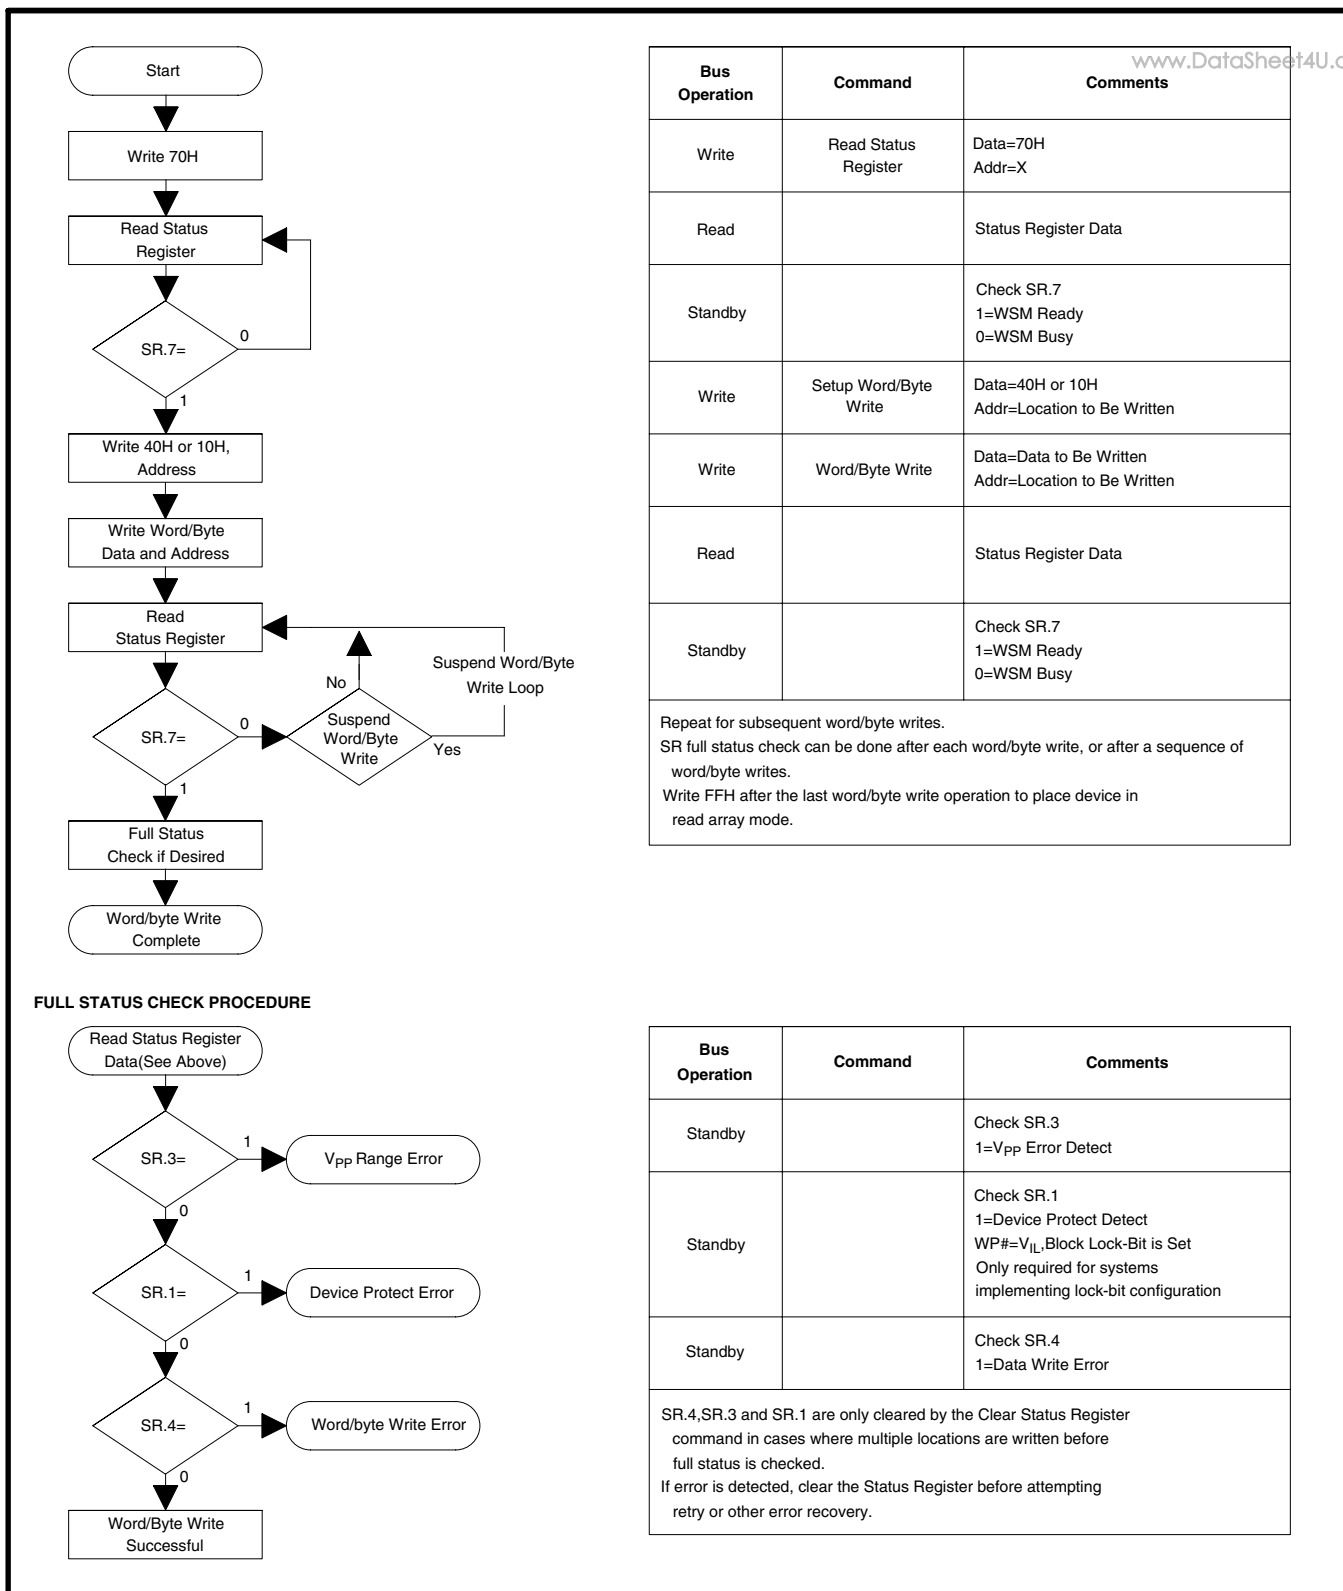 www.DataSheet4U.c
Start
Write 70H
Read Status
Register
SR.7=
0
1
Write 40H or 10H,
Address
Write Word/Byte
Data and Address
Read
Status Register
SR.7=
0
1
Suspend
Word/Byte
Write
No
Yes
Suspend Word/Byte
Write Loop
Full Status
Check if Desired
Word/byte Write
Complete
Bus
Operation
Command
Comments
Write
Read Status
Register
Data=70H
Addr=X
Read
Status Register Data
Standby
Check SR.7
1=WSM Ready
0=WSM Busy
Write
Setup Word/Byte
Write
Data=40H or 10H
Addr=Location to Be Written
Write
Word/Byte Write
Data=Data to Be Written
Addr=Location to Be Written
Read
Status Register Data
Standby
Check SR.7
1=WSM Ready
0=WSM Busy
Repeat for subsequent word/byte writes.
SR full status check can be done after each word/byte write, or after a sequence of
word/byte writes.
Write FFH after the last word/byte write operation to place device in
read array mode.
FULL STATUS CHECK PROCEDURE
Read Status Register
Data(See Above)
SR.3=
1
VPP Range Error
0
SR.1=
1
Device Protect Error
0
SR.4=
1
Word/byte Write Error
0
Word/Byte Write
Successful
Bus
Operation
Command
Comments
Standby
Check SR.3
1=VPP Error Detect
Standby
Check SR.1
1=Device Protect Detect
WP#=VIL,Block Lock-Bit is Set
Only required for systems
implementing lock-bit configuration
Standby
Check SR.4
1=Data Write Error
SR.4,SR.3 and SR.1 are only cleared by the Clear Status Register
command in cases where multiple locations are written before
full status is checked.
If error is detected, clear the Status Register before attempting
retry or other error recovery.